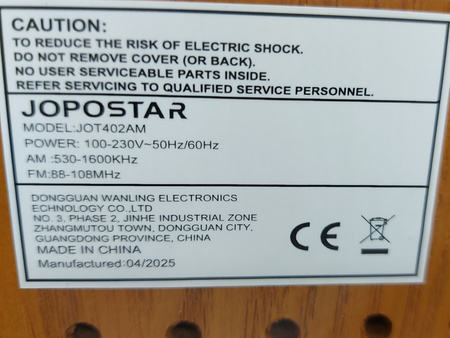 CAUTION:
TO REDUCE THE RISK OF ELECTRIC SHOCK.
DO NOT REMOVE COVER (OR BACK).
NO USER SERVICEABLE PARTS INSIDE.
REFER SERVICING TO QUALIFIED SERVICE PERSONNEL.
JOPOSTAR
MODEL:JOT402AM
POWER: 100-230V~50Hz/60Hz
AM :530-1600KHz
FM:88-108MHz
DONGGUAN WANLING ELECTRONICS
ECHNOLOGY CO.,LTD
NO. 3, PHASE 2, JINHE INDUSTRIAL ZONE
ZHANGMUTOU TOWN, DONGGUAN CITY,
GUANGDONG PROVINCE, CHINA
MADE IN CHINA
Manufactured:04/2025
CE